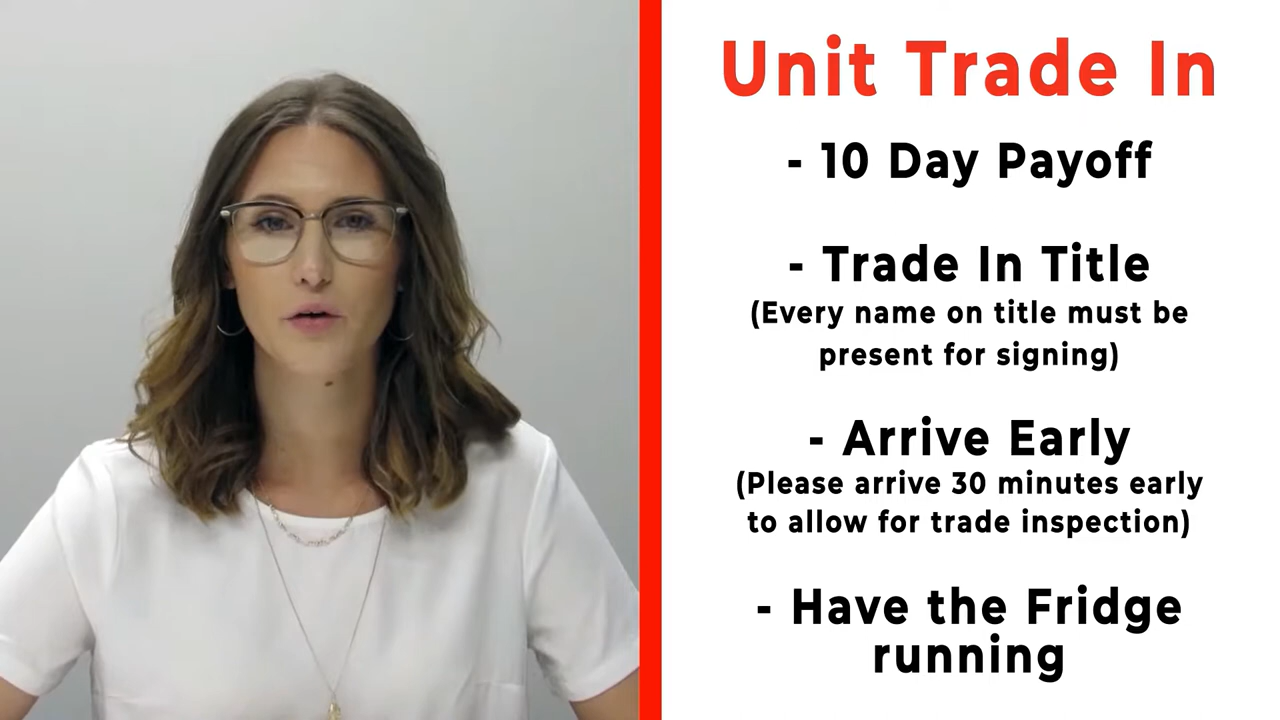 Unit Trade In
- 10 Day Payoff
- Trade In Title
(Every name on title must be
present for signing)
- Arrive Early
(Please arrive 30 minutes early
to allow for trade inspection)
- Have the Fridge
running